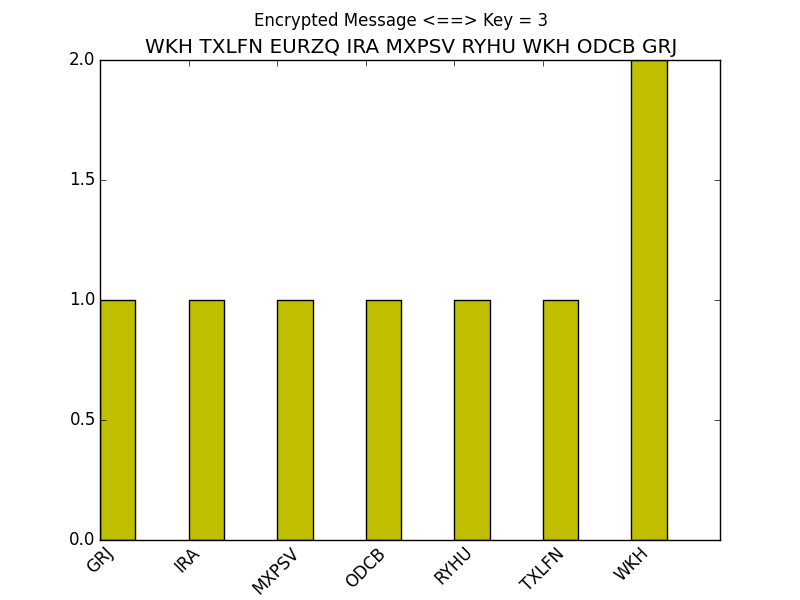 Encrypted Message <==> Key = 3
WKH TXLFN EURZQ IRA MXPSV RYHU WKH ODCB GRJ
2.0
1.5
1.0
0.5
0.0
GRJ IRA MXPSV ODCB RYHU TXLFN WKH